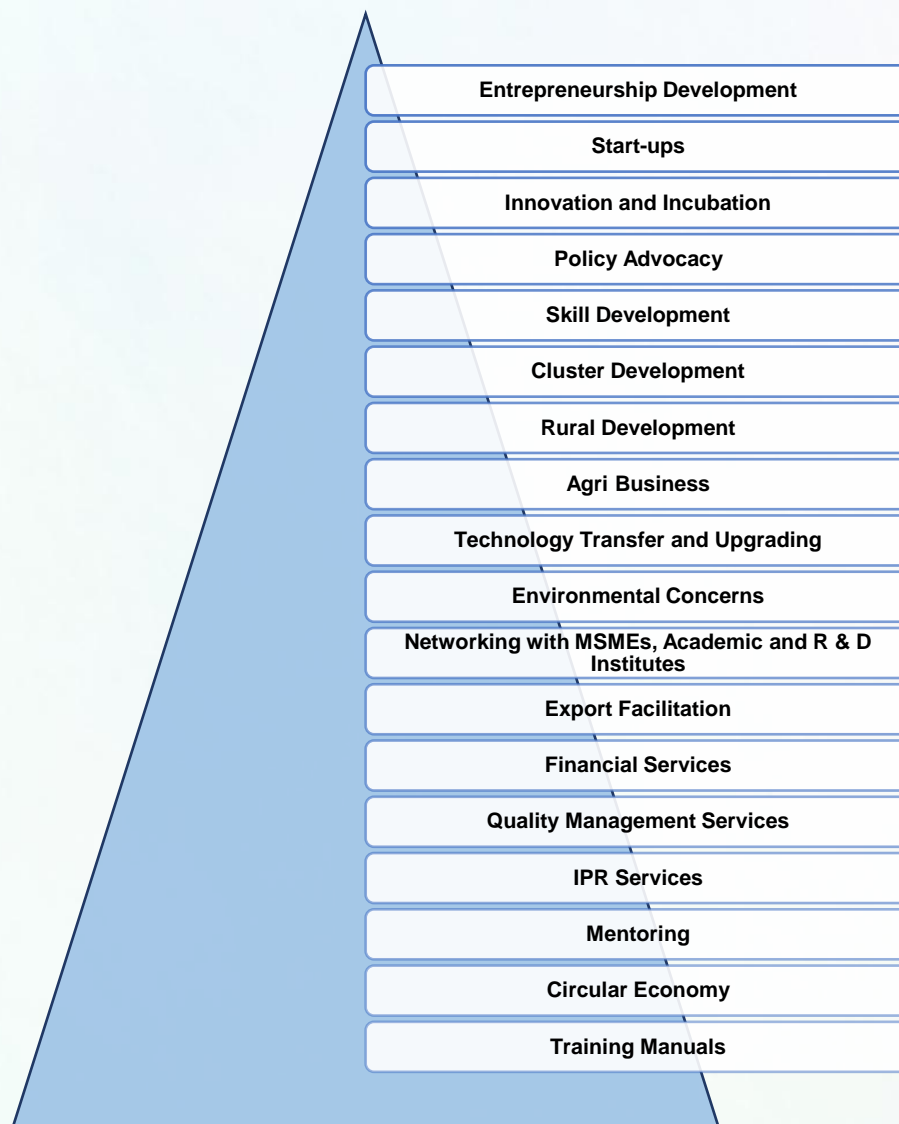 Entrepreneurship Development
Start-ups
Innovation and Incubation
Policy Advocacy
Skill Development
Cluster Development
Rural Development
Agri Business
Technology Transfer and Upgrading
Environmental Concerns
Networking with MSMEs, Academic and R & D
Institutes
Export Facilitation
Financial Services
Quality Management Services
IPR Services
Mentoring
Circular Economy
Training Manuals